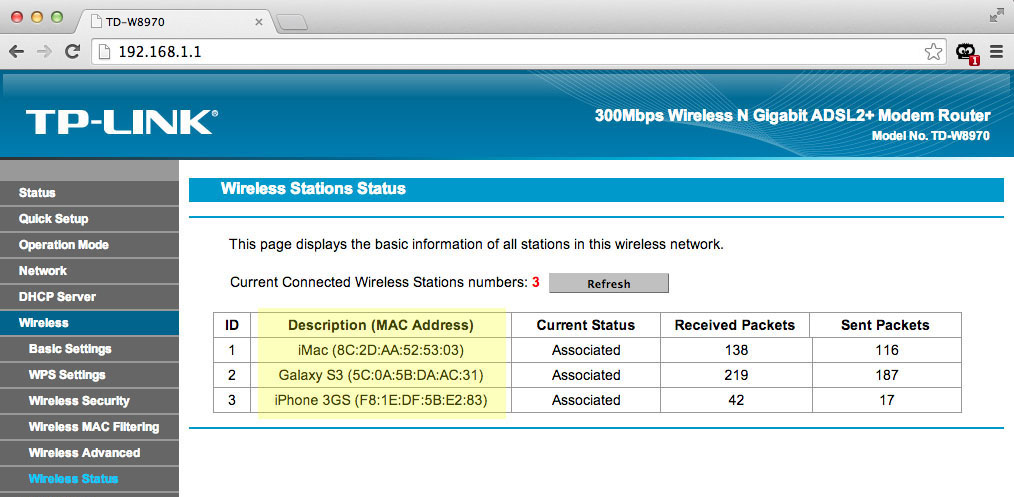 TD-W8970
192.168.1.1
1
TP-LINK®
300Mbps Wireless N Gigabit ADSL2+ Modem Router
Model No. TD-W8970
Status
Quick Setup
Operation Mode
Network
DHCP Server
Wireless
Basic Settings
WPS Settings
Wireless Security
Wireless MAC Filtering
Wireless Advanced
Wireless Status
Wireless Stations Status
This page displays the basic information of all stations in this wireless network.
Current Connected Wireless Stations numbers: 3 Refresh
ID Description (MAC Address) Current Status Received Packets Sent Packets
1 iMac (8C:2D:AA:52:53:03) Associated 138 116
2 Galaxy S3 (5C:0A:5B:DA:AC:31) Associated 219 187
3 iPhone 3GS (F8:1E:DF:5B:E2:83) Associated 42 17